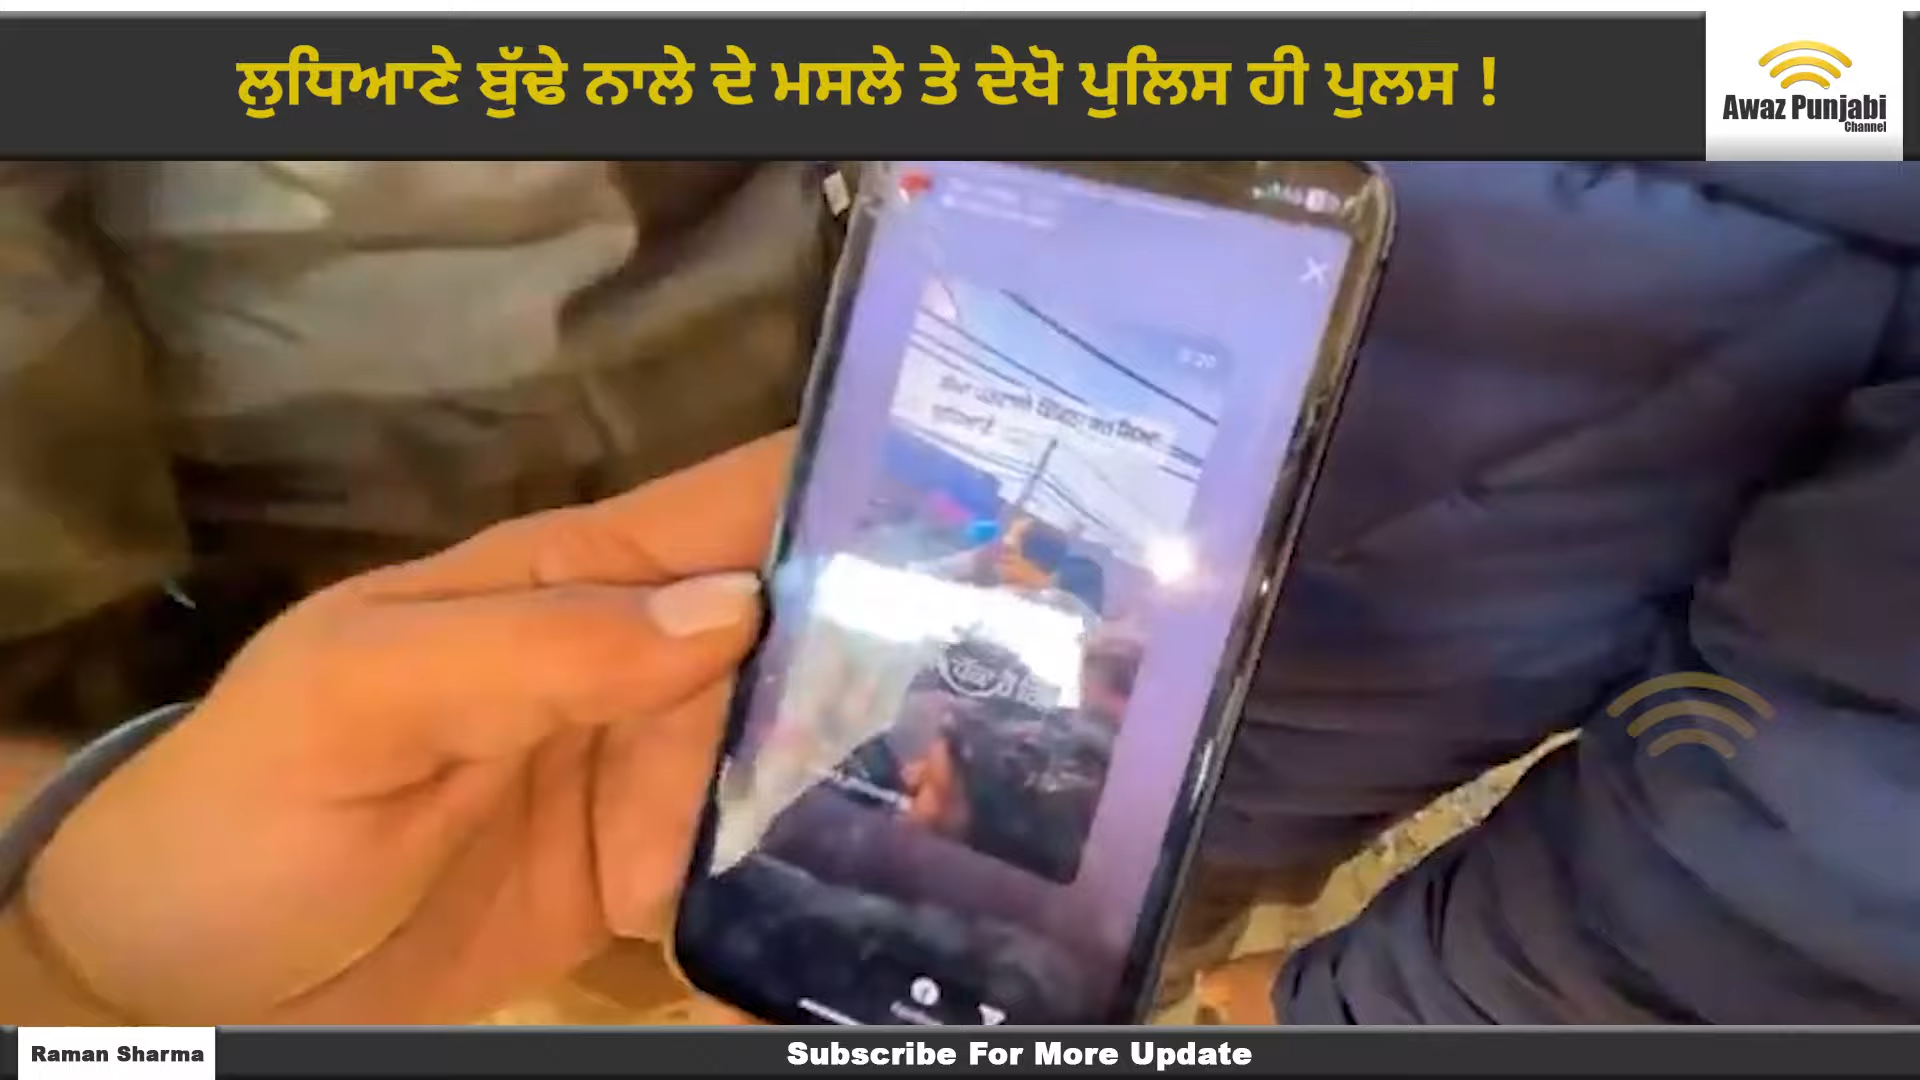 ਲੁਧਿਆਣੇ ਬੁੱਢੇ ਨਾਲੇ ਦੇ ਮਸਲੇ ਤੇ ਦੇਖੋ ਪੁਲਿਸ ਹੀ ਪੁਲਸ !
Awaz Punjabi
Channel
Raman Sharma
Subscribe For More Update